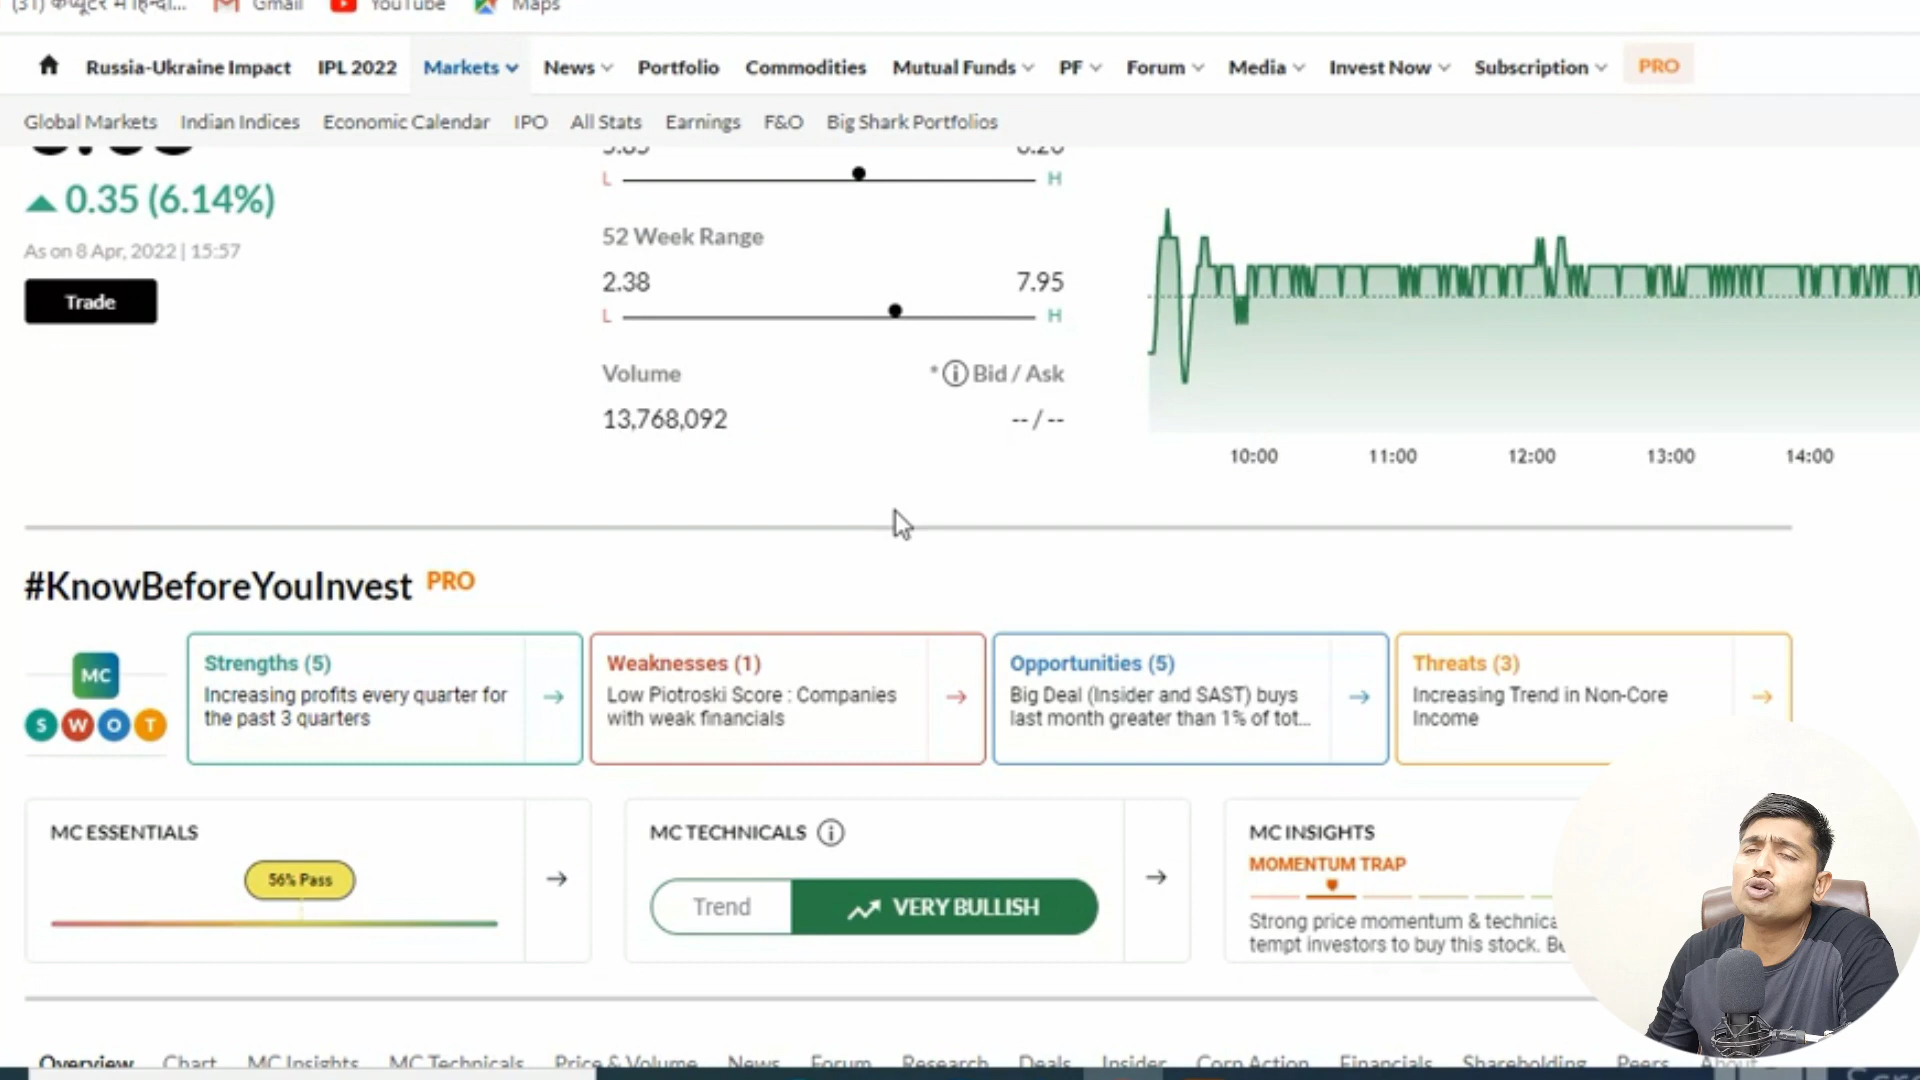 (31) कंप्यूटर में हिन्दी... Gmail YouTube Maps
Russia-Ukraine Impact IPL 2022 Markets News Portfolio Commodities Mutual Funds PF Forum Media Invest Now Subscription PRO
Global Markets Indian Indices Economic Calendar IPO All Stats Earnings F&O Big Shark Portfolios
0.35 (6.14%)
As on 8 Apr, 2022 | 15:57
Trade
L H
52 Week Range
2.38 7.95
L H
Volume * i Bid / Ask
13,768,092 -- / --
10:00 11:00 12:00 13:00 14:00
#KnowBeforeYouInvest PRO
MC
S W O T
Strengths (5)
Increasing profits every quarter for
the past 3 quarters
Weaknesses (1)
Low Piotroski Score : Companies
with weak financials
Opportunities (5)
Big Deal (Insider and SAST) buys
last month greater than 1% of tot...
Threats (3)
Increasing Trend in Non-Core
Income
MC ESSENTIALS
56% Pass
MC TECHNICALS i
Trend VERY BULLISH
MC INSIGHTS
MOMENTUM TRAP
Strong price momentum & technica
tempt investors to buy this stock.
Overview Chart MC Insights MC Technicals Price & Volume News Forum Research Deals Insider Corp Action Financials Shareholding Peers About